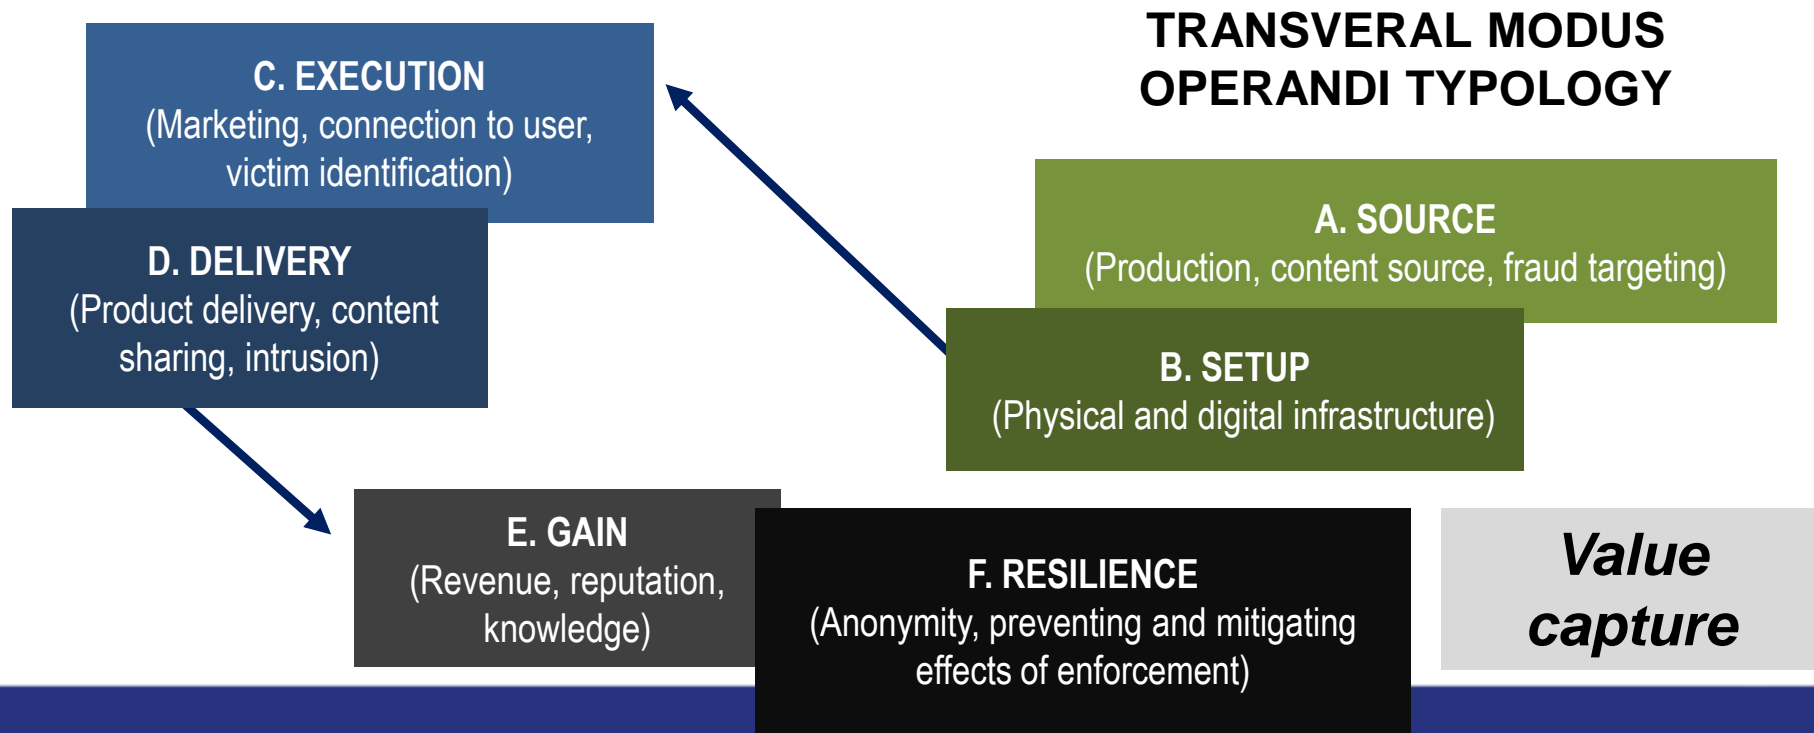 TRANSVERAL MODUS
OPERANDI TYPOLOGY
A. SOURCE
(Production, content source, fraud targeting)
B. SETUP
(Physical and digital infrastructure)
C. EXECUTION
(Marketing, connection to user,
victim identification)
D. DELIVERY
(Product delivery, content
sharing, intrusion)
E. GAIN
(Revenue, reputation,
knowledge)
F. RESILIENCE
(Anonymity, preventing and mitigating
effects of enforcement)
Value
capture